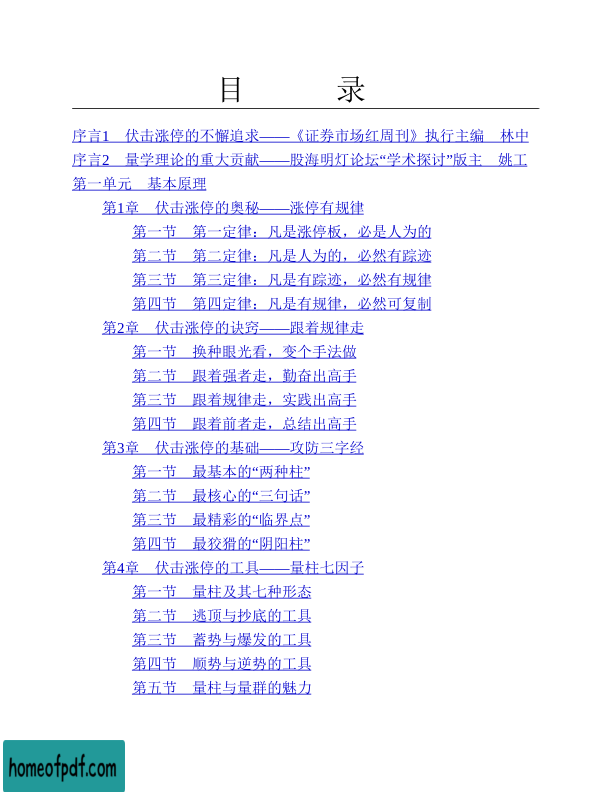 目　录
序言1　伏击涨停的不懈追求——《证券市场红周刊》执行主编　林中
序言2　量学理论的重大贡献——股海明灯论坛“学术探讨”版主　姚工
第一单元　基本原理
第1章　伏击涨停的奥秘——涨停有规律
第一节　第一定律：凡是涨停板，必是人为的
第二节　第二定律：凡是人为的，必然有踪迹
第三节　第三定律：凡是有踪迹，必然有规律
第四节　第四定律：凡是有规律，必然可复制
第2章　伏击涨停的诀窍——跟着规律走
第一节　换种眼光看，变个手法做
第二节　跟着强者走，勤奋出高手
第三节　跟着规律走，实践出高手
第四节　跟着前者走，总结出高手
第3章　伏击涨停的基础——攻防三字经
第一节　最基本的“两种柱”
第二节　最核心的“三句话”
第三节　最精彩的“临界点”
第四节　最狡猾的“阴阳柱”
第4章　伏击涨停的工具——量柱七因子
第一节　量柱及其七种形态
第二节　逃顶与抄底的工具
第三节　蓄势与爆发的工具
第四节　顺势与逆势的工具
第五节　量柱与量群的魅力
homeofpdf.com